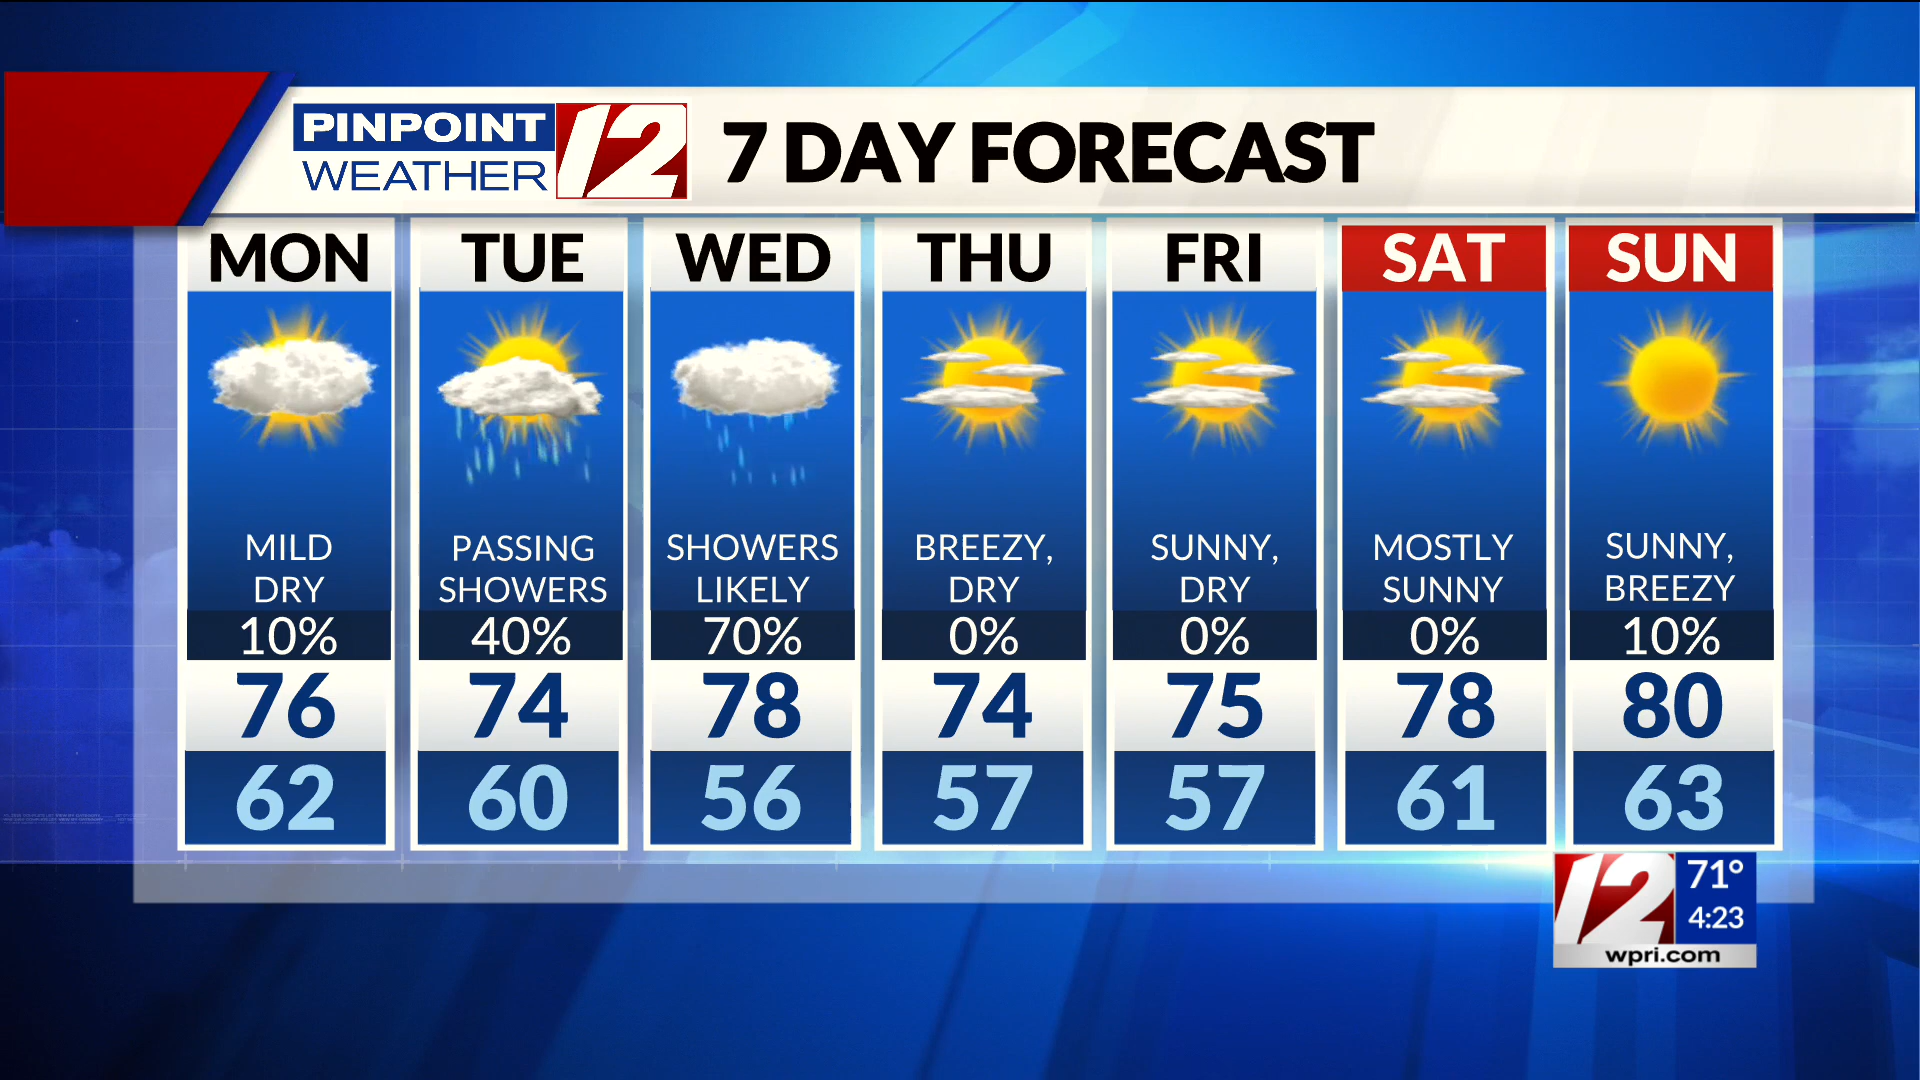 PINPOINT
WEATHER
12
7 DAY FORECAST
MON
TUE
WED
THU
FRI
SAT
SUN
MILD
DRY
PASSING
SHOWERS
SHOWERS
LIKELY
BREEZY,
DRY
SUNNY,
DRY
MOSTLY
SUNNY
SUNNY,
BREEZY
10%
40%
70%
0%
0%
0%
10%
76
74
78
74
75
78
80
62
60
56
57
57
61
63
12
71°
4:23
wpri.com